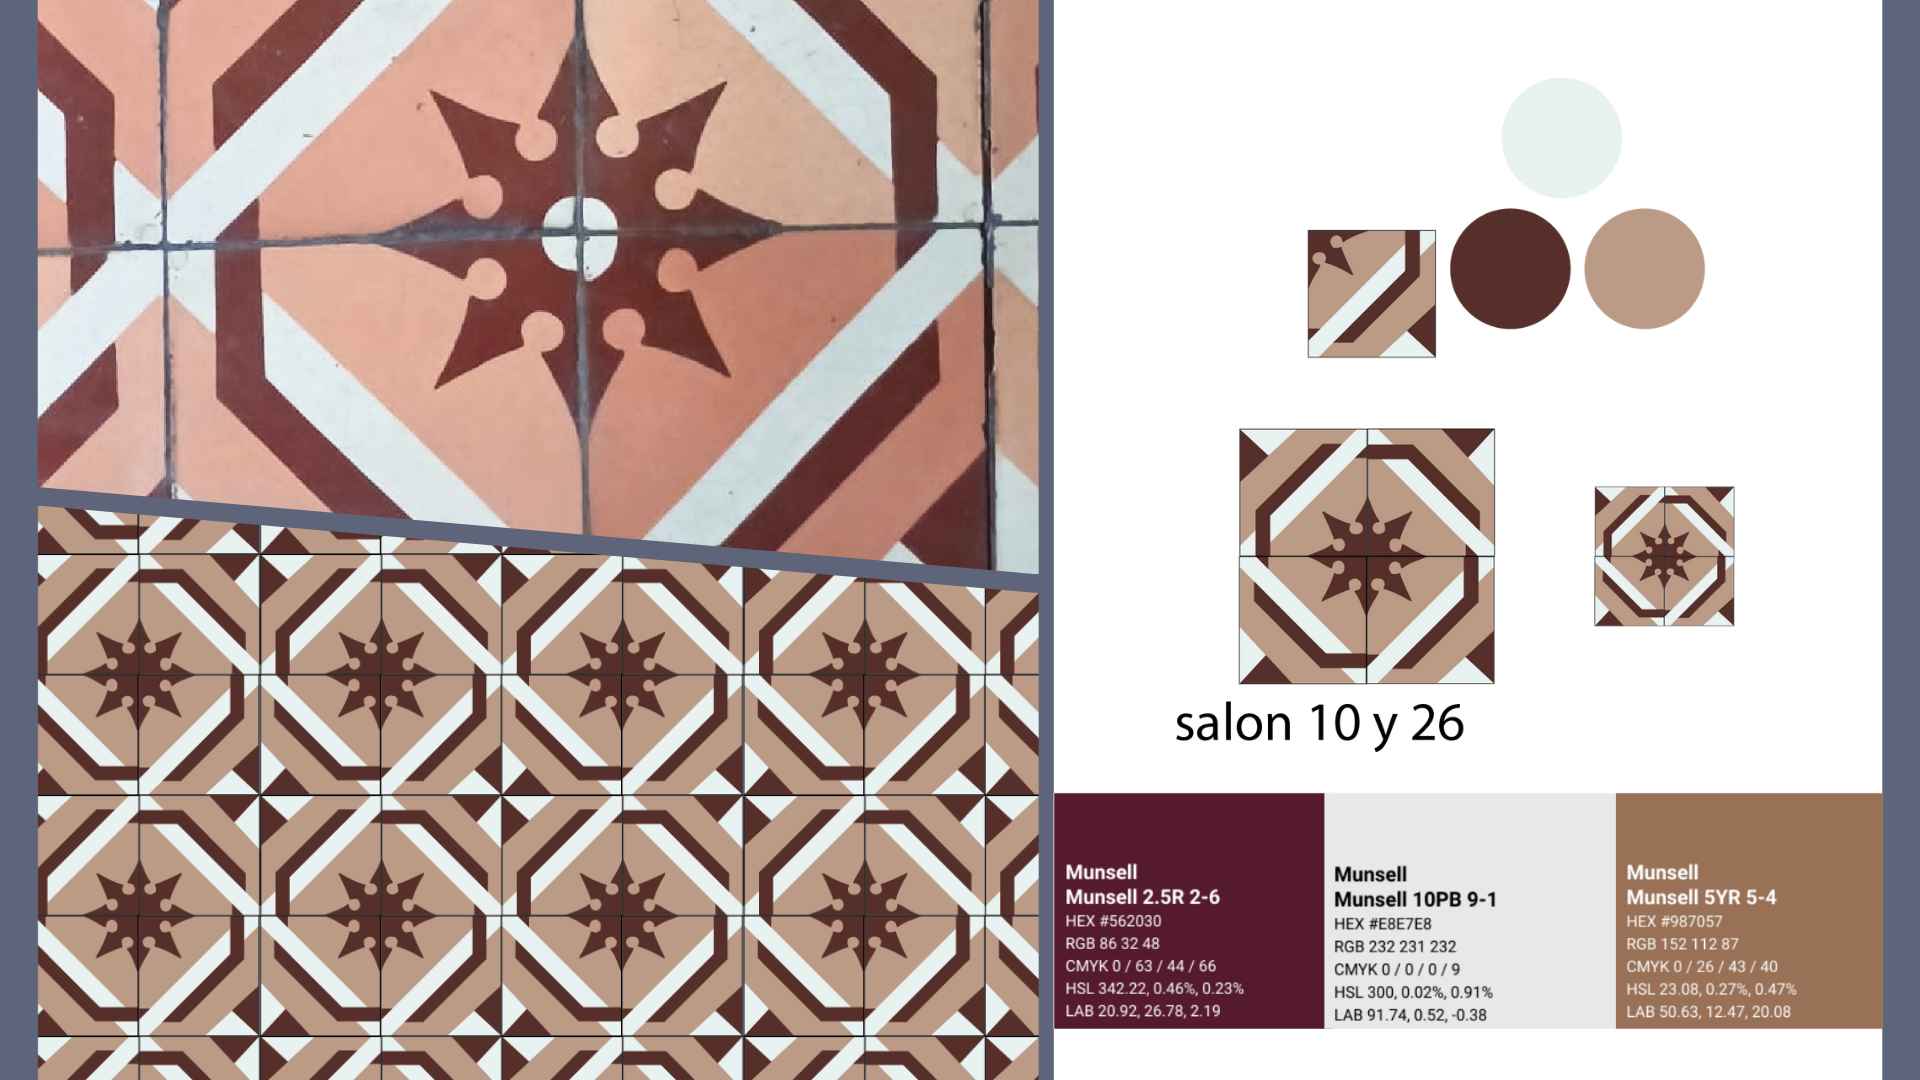 salon 10 y 26
Munsell
Munsell 2.5R 2-6
HEX #562030
RGB 86 32 48
CMYK 0 / 63 / 44 / 66
HSL 342.22, 0.46%, 0.23%
LAB 20.92, 26.78, 2.19
Munsell
Munsell 10PB 9-1
HEX #E8E7E8
RGB 232 231 232
CMYK 0 / 0 / 0 / 9
HSL 300, 0.02%, 0.91%
LAB 91.74, 0.52, -0.38
Munsell
Munsell 5YR 5-4
HEX #987057
RGB 152 112 87
CMYK 0 / 26 / 43 / 40
HSL 23.08, 0.27%, 0.47%
LAB 50.63, 12.47, 20.08